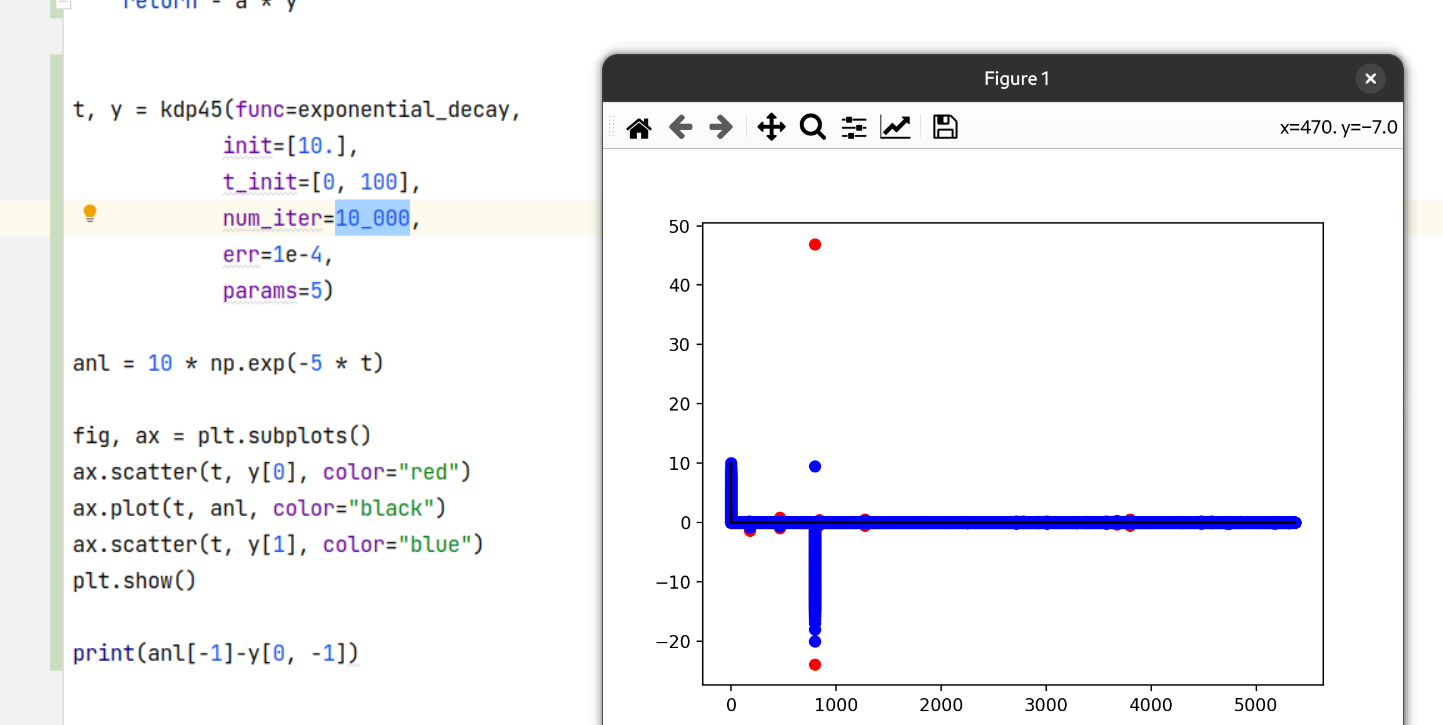 return - a * y
t, y = kdp45(func=exponential_decay,
init=[10.],
t_init=[0, 100],
num_iter=10_000,
err=1e-4,
params=5)
anl = 10 * np.exp(-5 * t)
fig, ax = plt.subplots()
ax.scatter(t, y[0], color="red")
ax.plot(t, anl, color="black")
ax.scatter(t, y[1], color="blue")
plt.show()
print(anl[-1]-y[0, -1])
Figure 1
x=470. y=−7.0
50
40
30
20
10
0
−10
−20
0 1000 2000 3000 4000 5000